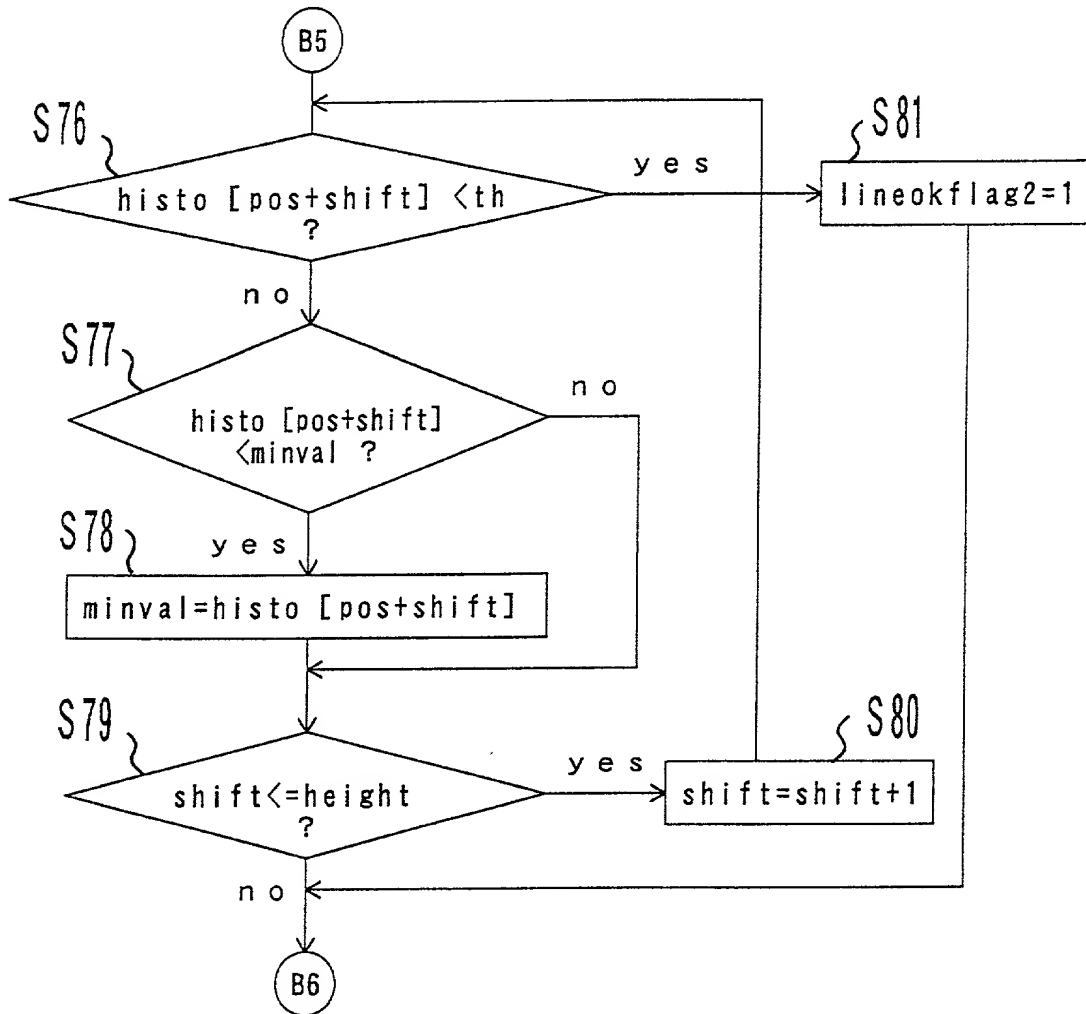 B5
S76
histo [pos+shift] <th
?
yes
S81
lineokflag2=1
no
S77
histo [pos+shift]
<minval ?
no
yes
S78
minval=histo [pos+shift]
S79
shift<=height
?
yes
S80
shift=shift+1
no
B6